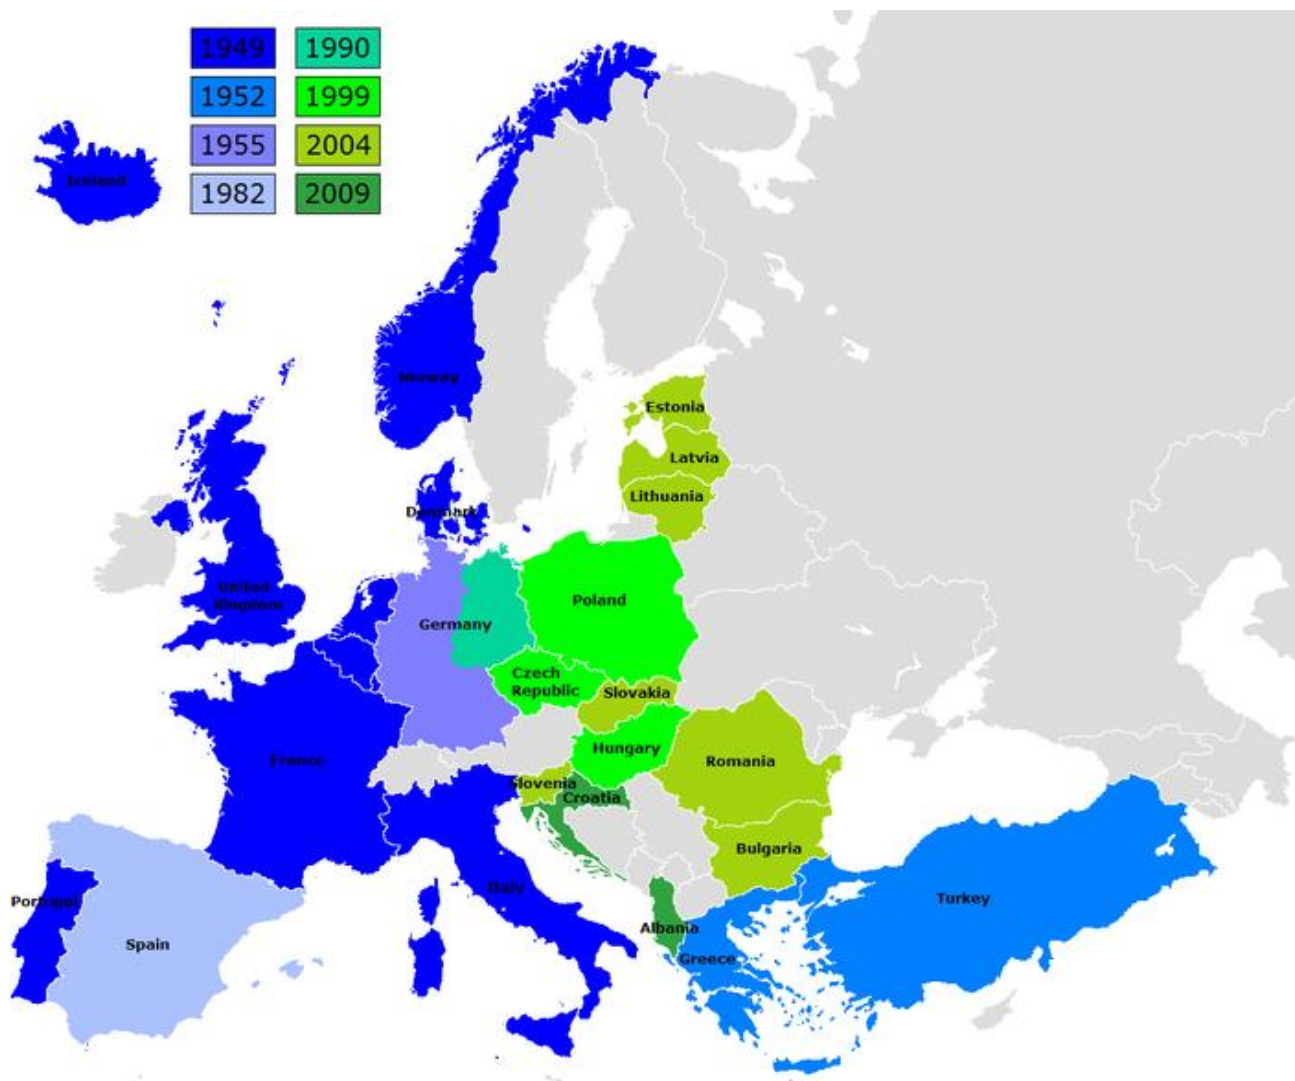 1949
1990
1952
1999
1955
2004
1982
2009
Iceland
Norway
Estonia
Latvia
Lithuania
Denmark
United
Kingdom
Poland
Germany
Czech
Republic
Slovakia
Hungary
France
Romania
Slovenia
Croatia
Bulgaria
Italy
Turkey
Portugal
Albania
Spain
Greece